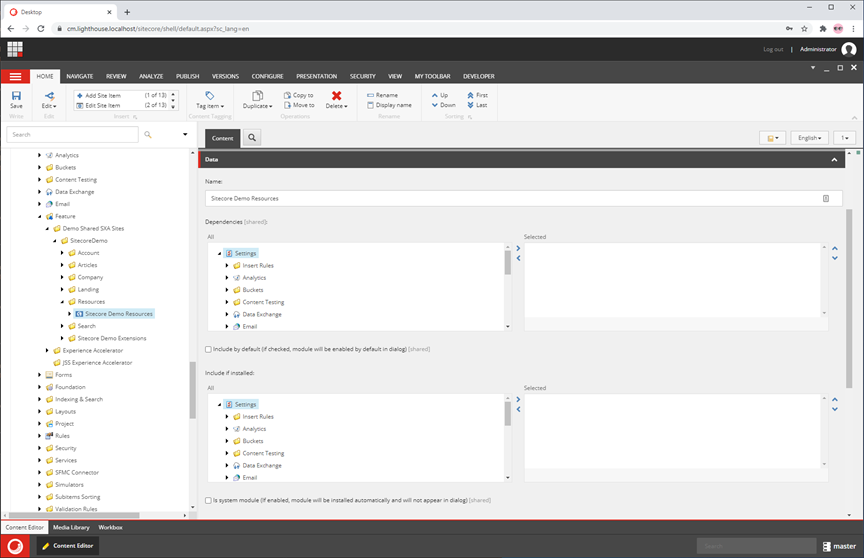 Desktop
cm.lighthouse.localhost/sitecore/shell/default.aspx?sc_lang=en
Log out | Administrator
HOME NAVIGATE REVIEW ANALYZE PUBLISH VERSIONS CONFIGURE PRESENTATION SECURITY VIEW MY TOOLBAR DEVELOPER
Save
Write
Edit
Edit
Add Site Item (1 of 13)
Edit Site Item (2 of 13)
Insert
Tag item
Content Tagging
Duplicate
Copy to
Move to
Delete
Operations
Rename
Display name
Rename
Up
Down
First
Last
Sorting
Search
Content
English
1
Analytics
Buckets
Content Testing
Data Exchange
Email
Feature
Demo Shared SXA Sites
SitecoreDemo
Account
Articles
Company
Landing
Resources
Sitecore Demo Resources
Search
Sitecore Demo Extensions
Experience Accelerator
JSS Experience Accelerator
Forms
Foundation
Indexing & Search
Layouts
Project
Rules
Security
Services
SFMC Connector
Simulators
Subitems Sorting
Validation Rules
Data
Name:
Sitecore Demo Resources
Dependencies [shared]:
All
Selected
Settings
Insert Rules
Analytics
Buckets
Content Testing
Data Exchange
Email
Include by default (if checked, module will be enabled by default in dialog) [shared]
Include if installed:
All
Selected
Settings
Insert Rules
Analytics
Buckets
Content Testing
Data Exchange
Email
Is system module (If enabled, module will be installed automatically and will not appear in dialog) [shared]
Content Editor Media Library Workbox
Content Editor
Search
master